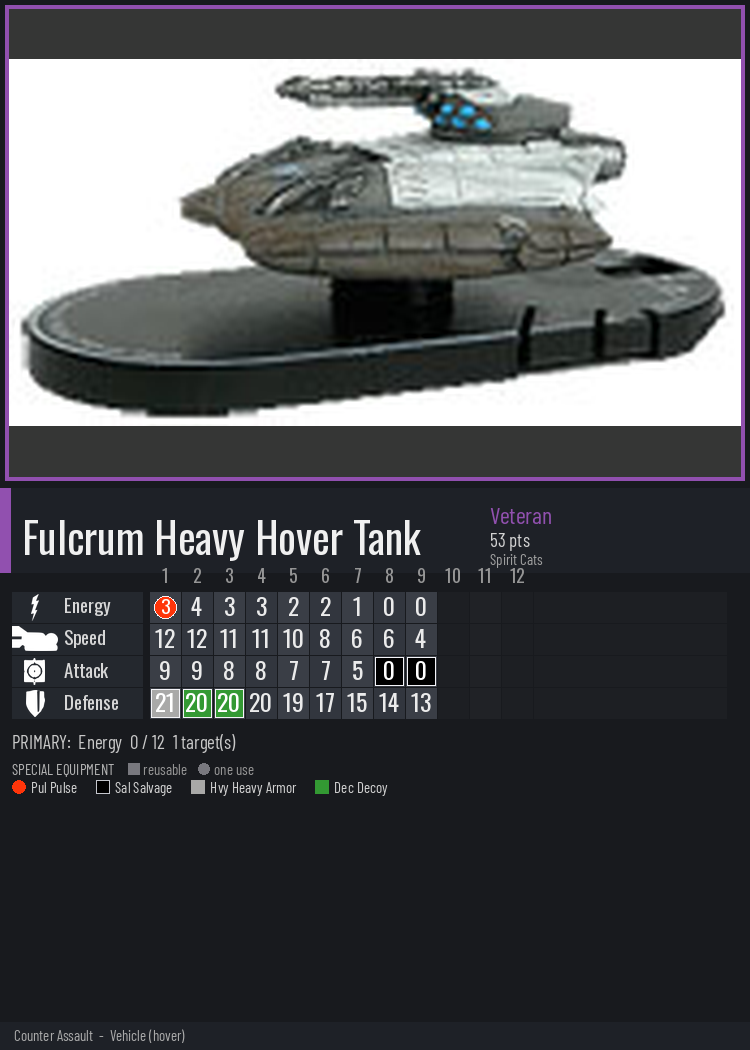 Fulcrum Heavy Hover Tank
Veteran
53 pts
Spirit Cats
1 2 3 4 5 6 7 8 9 10 11 12
Energy 3 4 3 3 2 2 1 0 0
Speed 12 12 11 11 10 8 6 6 4
Attack 9 9 8 8 7 7 5 0 0
Defense 21 20 20 20 19 17 15 14 13
PRIMARY: Energy 0 / 12 1 target(s)
SPECIAL EQUIPMENT reusable one use
Pul Pulse Sal Salvage Hvy Heavy Armor Dec Decoy
Counter Assault - Vehicle (hover)